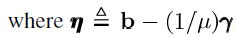 where 𝜼 ≜ b − (1/μ)𝜸